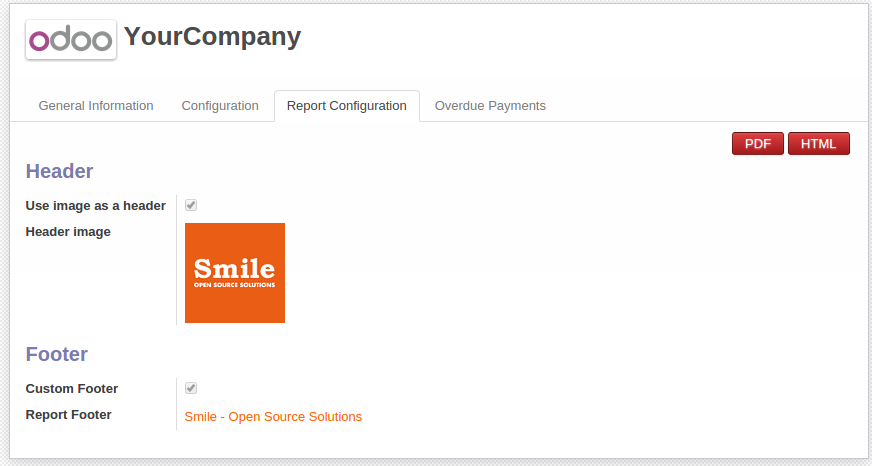 odoo YourCompany
General Information Configuration Report Configuration Overdue Payments
PDF HTML
Header
Use image as a header
Header image
Smile
OPEN SOURCE SOLUTIONS
Footer
Custom Footer
Report Footer Smile - Open Source Solutions